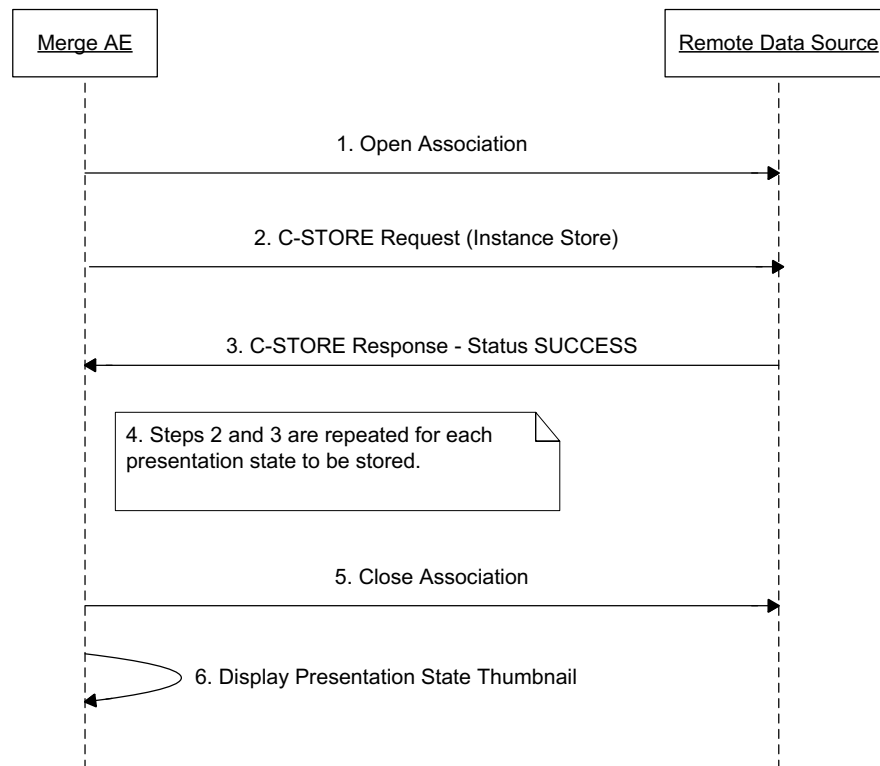 Merge AE
Remote Data Source
1. Open Association
2. C-STORE Request (Instance Store)
3. C-STORE Response - Status SUCCESS
4. Steps 2 and 3 are repeated for each
presentation state to be stored.
5. Close Association
6. Display Presentation State Thumbnail